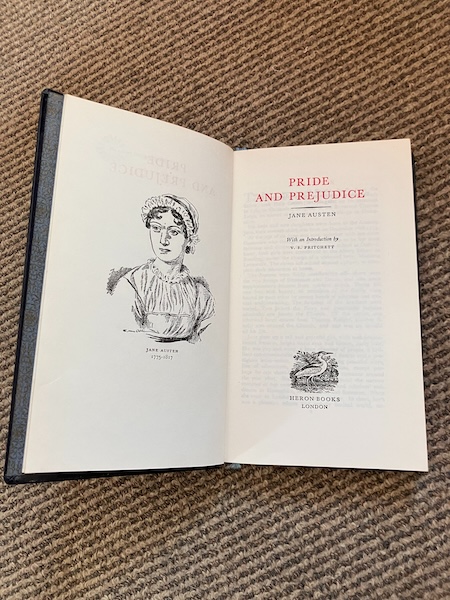 JANE AUSTEN
1775-1817
PRIDE
AND PREJUDICE
JANE AUSTEN
With an Introduction by
V. S. PRITCHETT
HERON BOOKS
LONDON